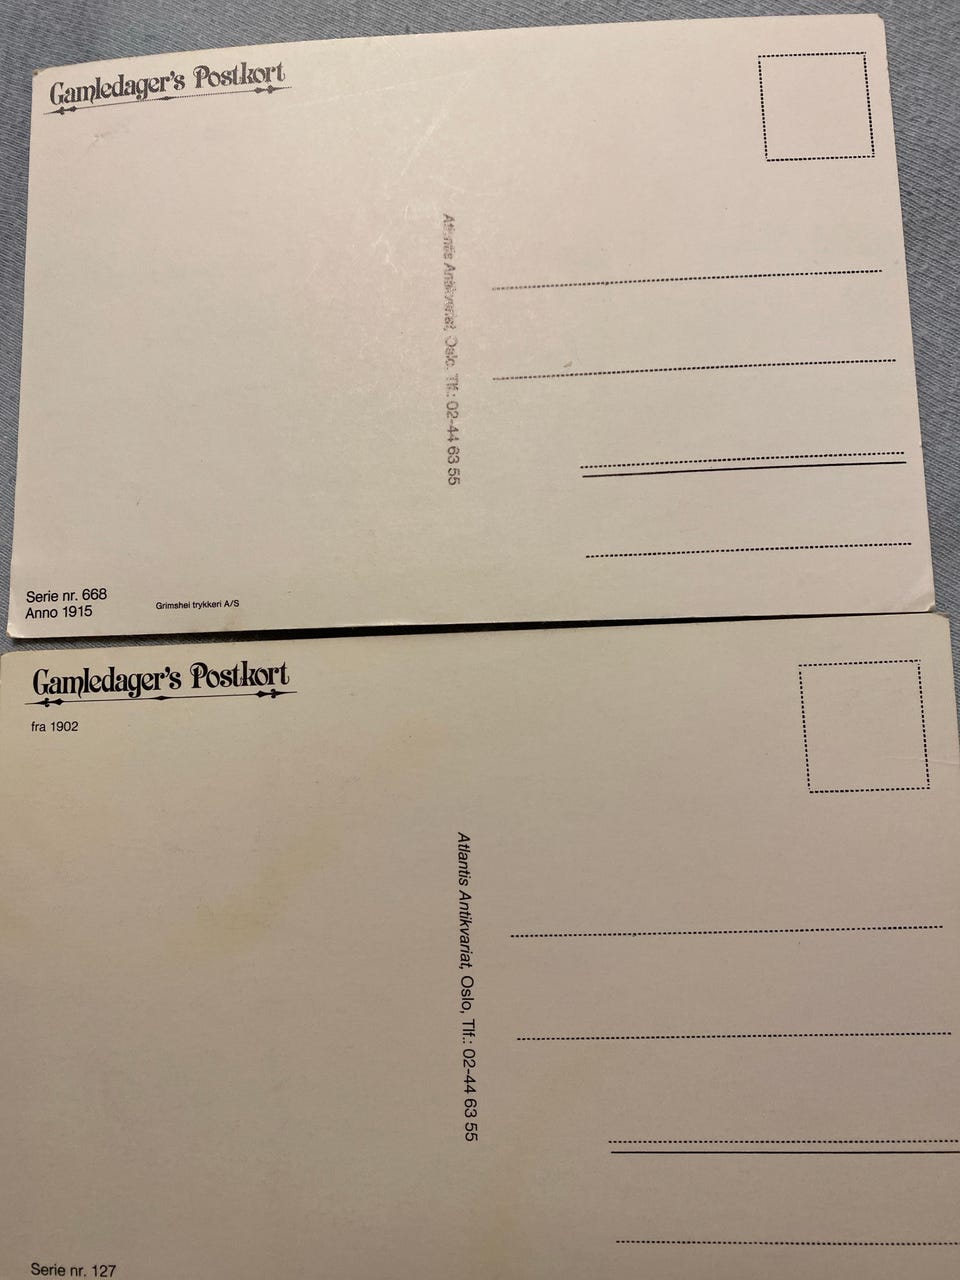 Gamledager's Postkort
Atlantis Antikvariat, Oslo. Tlf.: 02-44 63 55
Serie nr. 668
Anno 1915
Grimshei trykkeri A/S
Gamledager's Postkort
fra 1902
Atlantis Antikvariat, Oslo, Tlf.: 02-44 63 55
Serie nr. 127